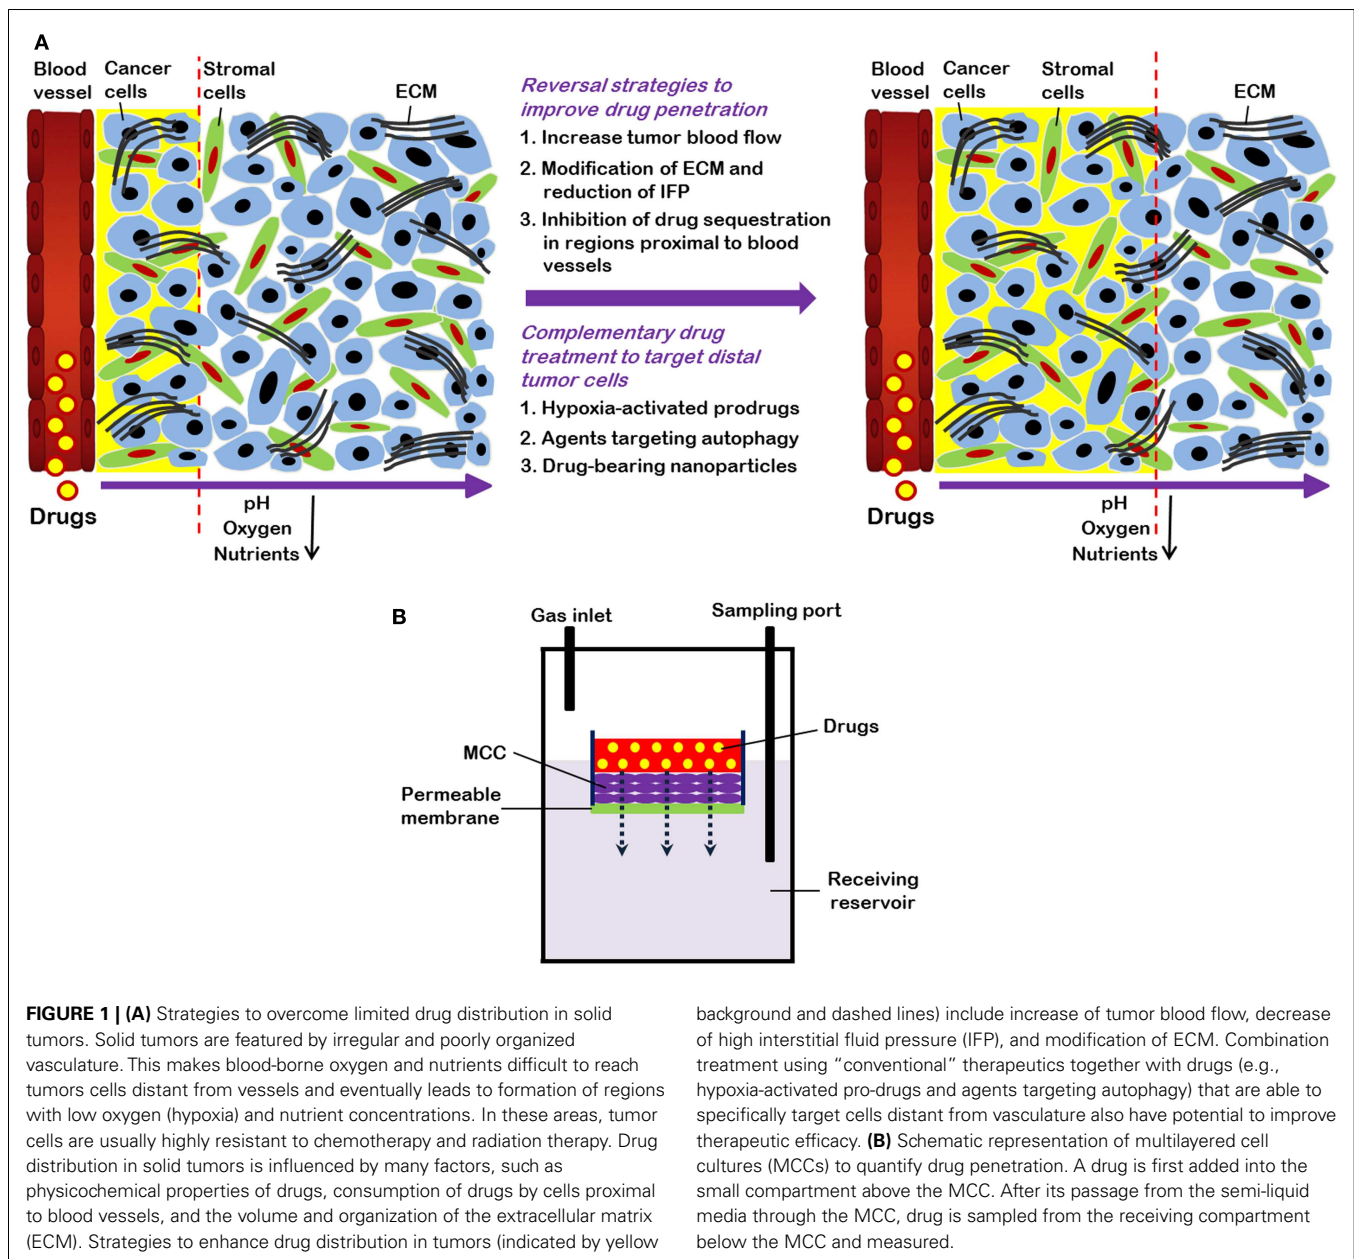 A
Blood
vessel
Cancer
cells
Stromal
cells
ECM
Drugs
pH
Oxygen
Nutrients
Reversal strategies to
improve drug penetration
1. Increase tumor blood flow
2. Modification of ECM and
reduction of IFP
3. Inhibition of drug sequestration
in regions proximal to blood
vessels
Complementary drug
treatment to target distal
tumor cells
1. Hypoxia-activated prodrugs
2. Agents targeting autophagy
3. Drug-bearing nanoparticles
Blood
vessel
Cancer
cells
Stromal
cells
ECM
Drugs
pH
Oxygen
Nutrients
B
Gas inlet
Sampling port
Drugs
MCC
Permeable
membrane
Receiving
reservoir
FIGURE 1 | (A) Strategies to overcome limited drug distribution in solid
tumors. Solid tumors are featured by irregular and poorly organized
vasculature. This makes blood-borne oxygen and nutrients difficult to reach
tumors cells distant from vessels and eventually leads to formation of regions
with low oxygen (hypoxia) and nutrient concentrations. In these areas, tumor
cells are usually highly resistant to chemotherapy and radiation therapy. Drug
distribution in solid tumors is influenced by many factors, such as
physicochemical properties of drugs, consumption of drugs by cells proximal
to blood vessels, and the volume and organization of the extracellular matrix
(ECM). Strategies to enhance drug distribution in tumors (indicated by yellow
background and dashed lines) include increase of tumor blood flow, decrease
of high interstitial fluid pressure (IFP), and modification of ECM. Combination
treatment using “conventional” therapeutics together with drugs (e.g.,
hypoxia-activated pro-drugs and agents targeting autophagy) that are able to
specifically target cells distant from vasculature also have potential to improve
therapeutic efficacy. (B) Schematic representation of multilayered cell
cultures (MCCs) to quantify drug penetration. A drug is first added into the
small compartment above the MCC. After its passage from the semi-liquid
media through the MCC, drug is sampled from the receiving compartment
below the MCC and measured.